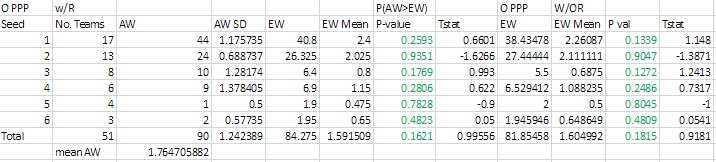 O PPP w/R P(AW>EW) O PPP W/OR
Seed No. Teams AW AW SD EW EW Mean P-value Tstat EW EW Mean P val Tstat
1 17 44 1.175735 40.8 2.4 0.2593 0.6601 38.43478 2.26087 0.1339 1.148
2 13 24 0.688737 26.325 2.025 0.9351 -1.6266 27.44444 2.111111 0.9047 -1.3871
3 8 10 1.28174 6.4 0.8 0.1769 0.993 5.5 0.6875 0.1272 1.2413
4 6 9 1.378405 6.9 1.15 0.2806 0.622 6.529412 1.088235 0.2486 0.7317
5 4 1 0.5 1.9 0.475 0.7828 -0.9 2 0.5 0.8045 -1
6 3 2 0.57735 1.95 0.65 0.4823 0.05 1.945946 0.648649 0.4809 0.0541
Total 51 90 1.242389 84.275 1.591509 0.1621 0.99556 81.85458 1.604992 0.1815 0.9181
mean AW 1.764705882